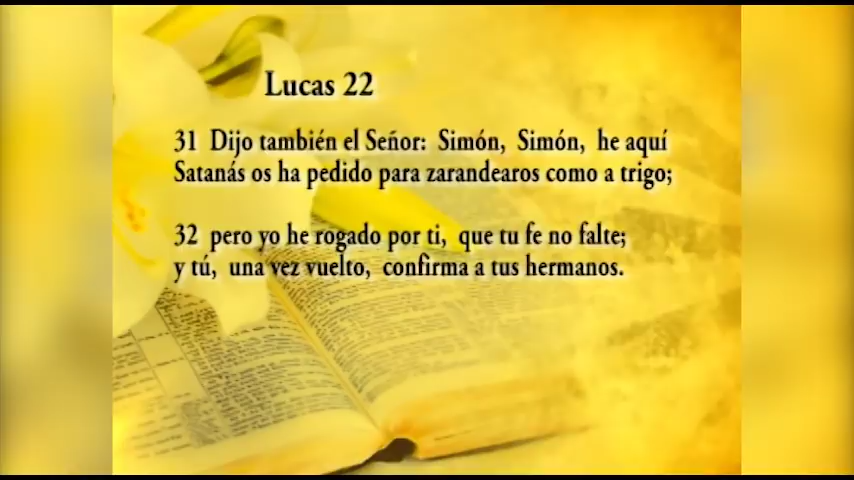 Lucas 22
31 Dijo también el Señor: Simón, Simón, he aquí
Satanás os ha pedido para zarandearos como a trigo;
32 pero yo he rogado por ti, que tu fe no falte;
y tú, una vez vuelto, confirma a tus hermanos.